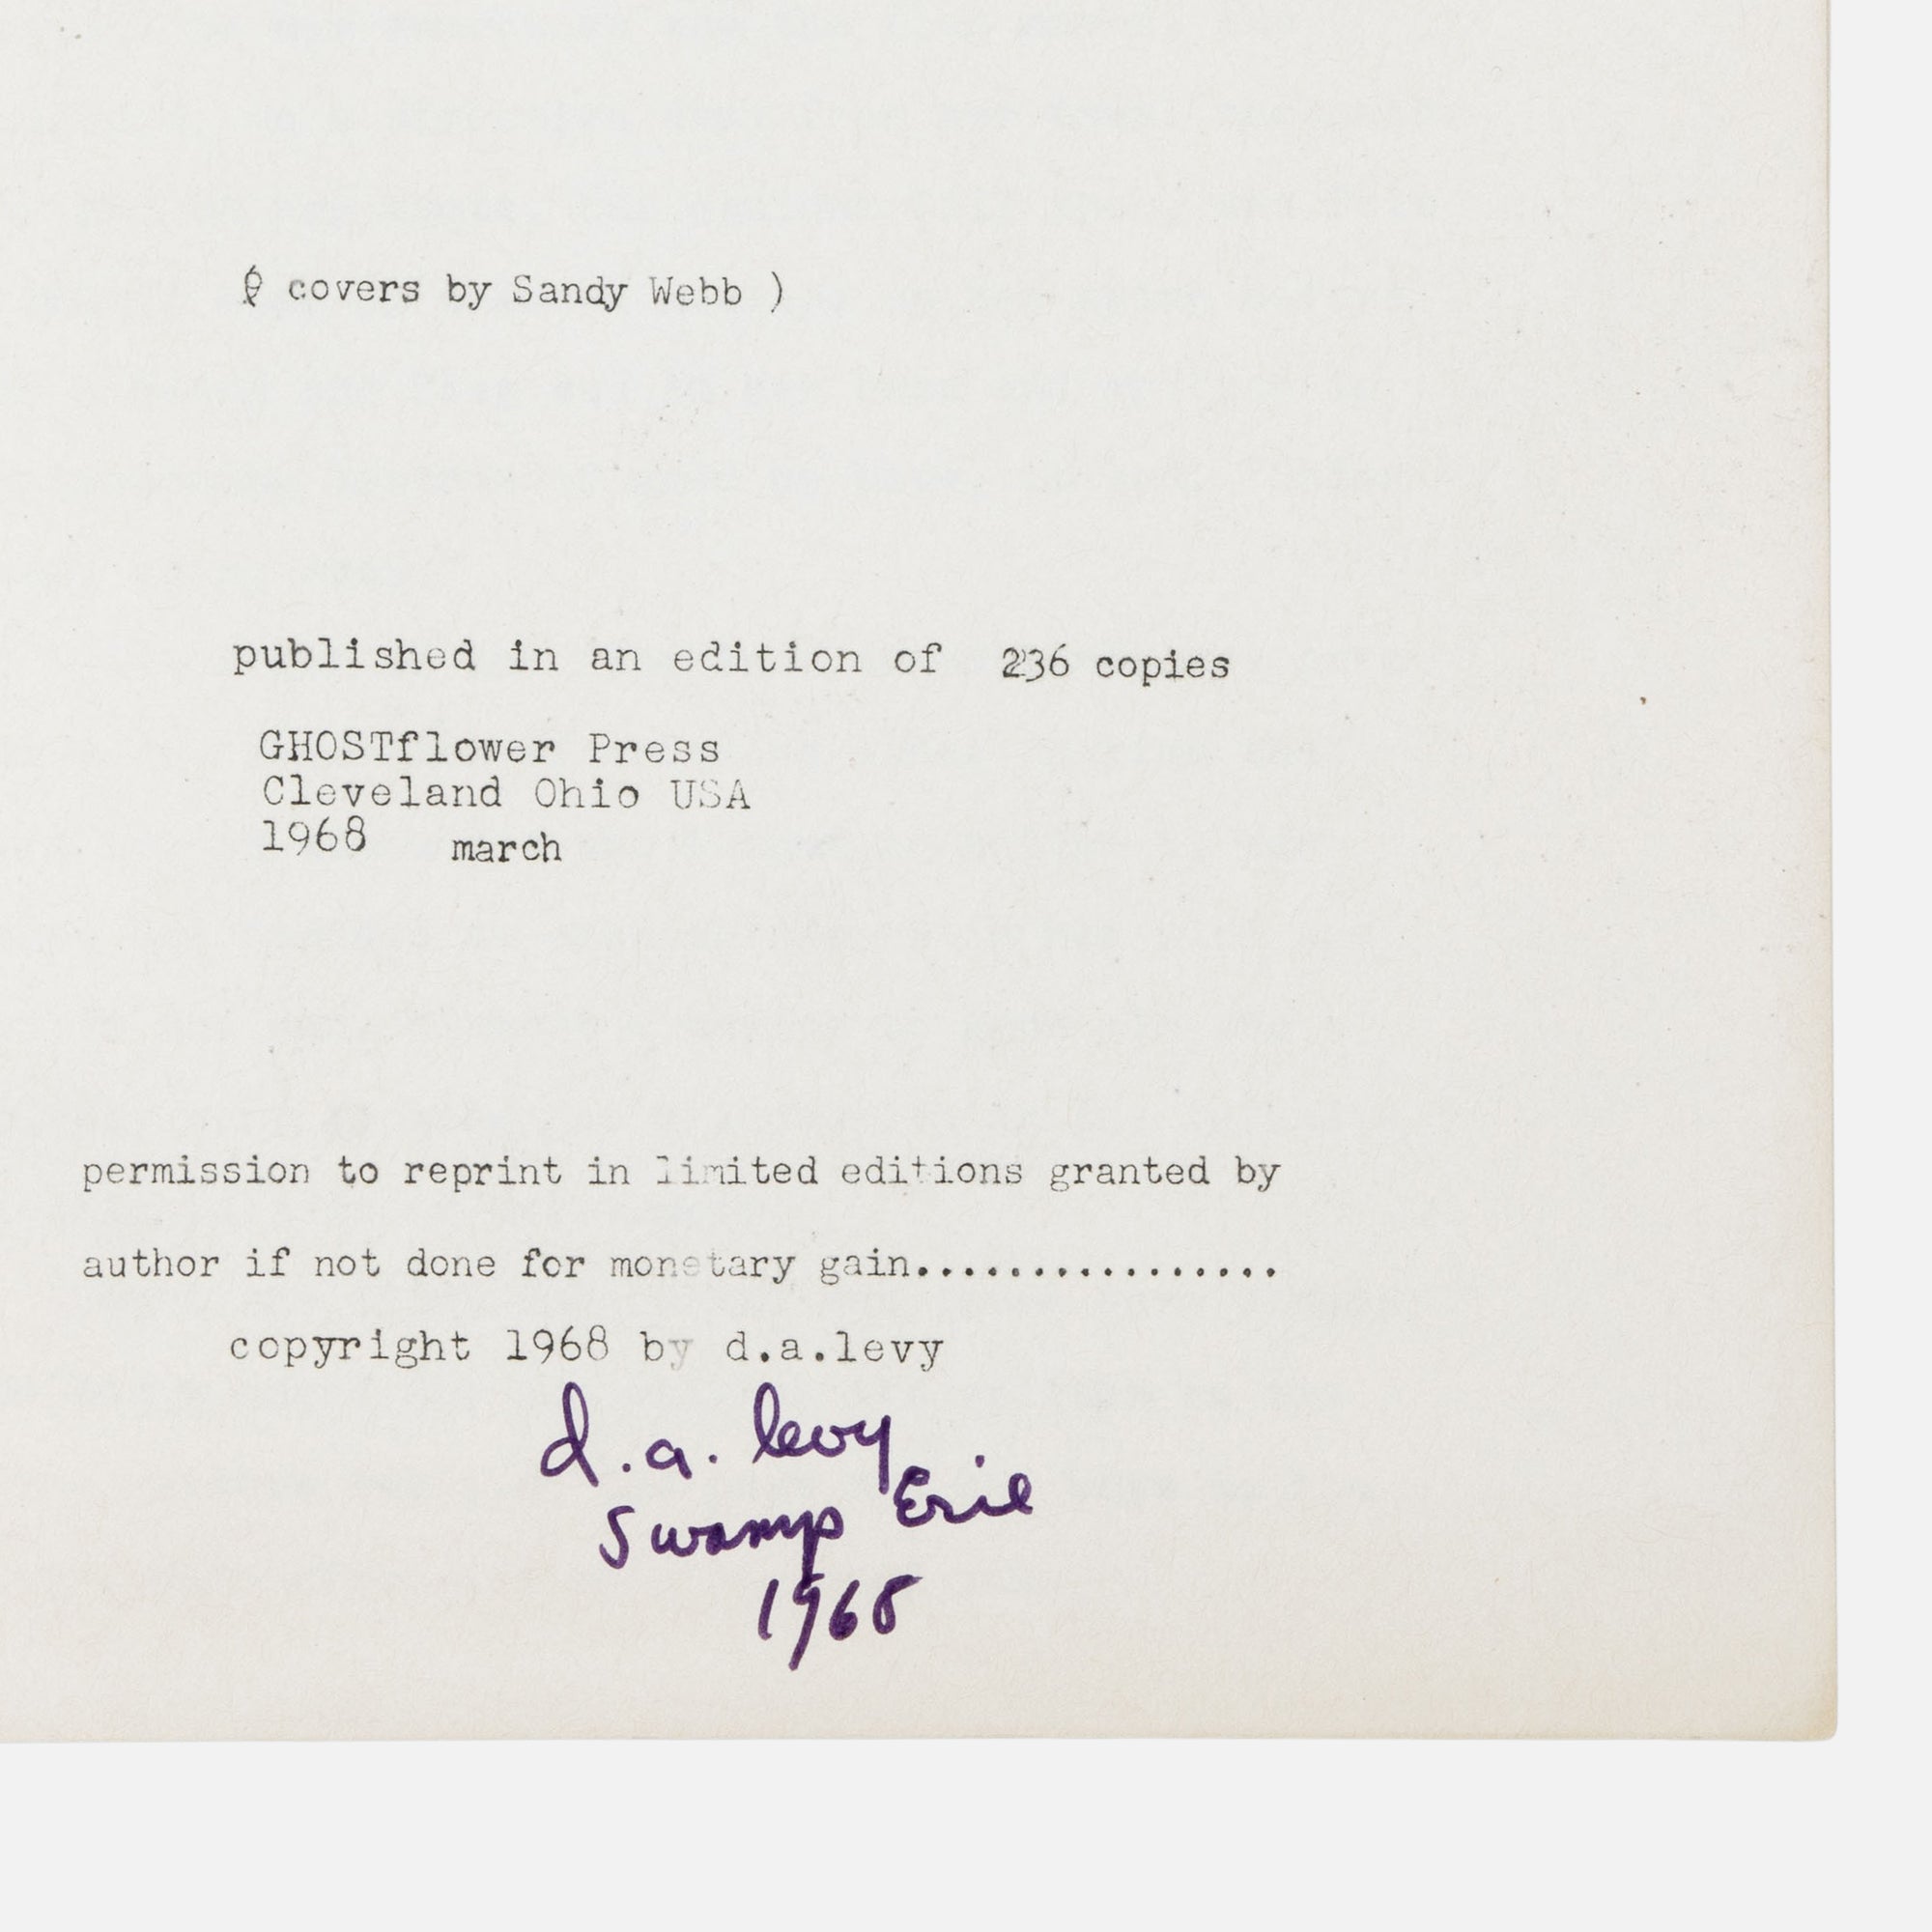 ( covers by Sandy Webb )
published in an edition of 236 copies
GHOSTflower Press
Cleveland Ohio USA
1968 march
permission to reprint in limited editions granted by
author if not done for monetary gain................
copyright 1968 by d.a.levy
d.a. levy
Swamp Erie
1968